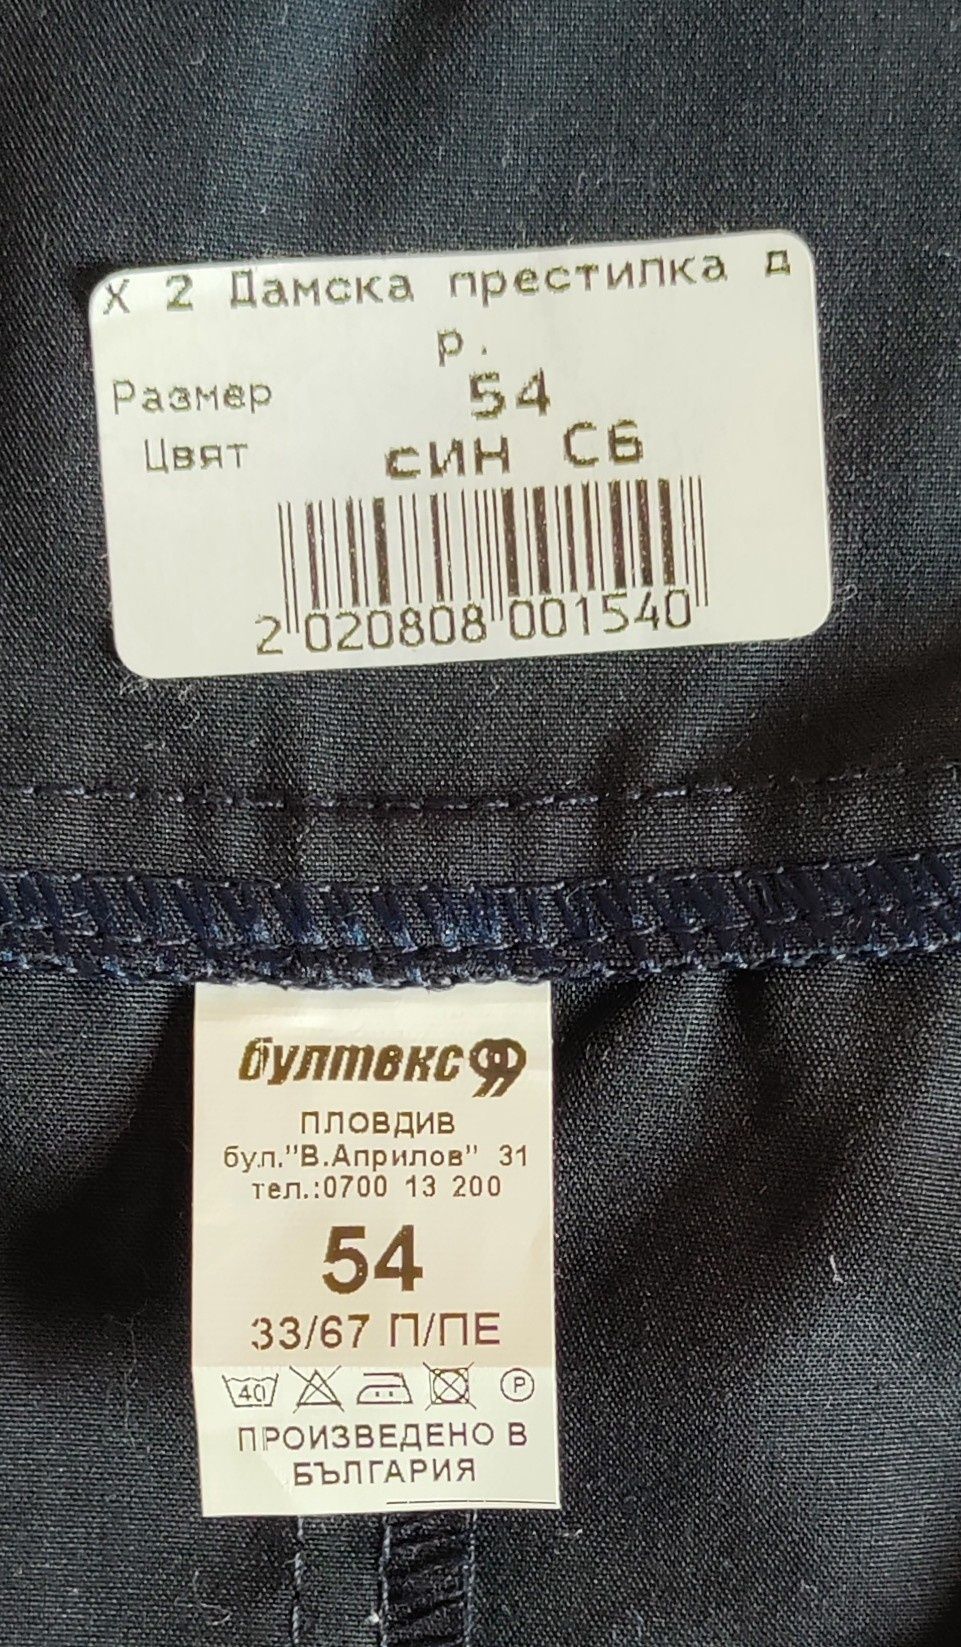 Х 2 Дамска престилка д
р.
Размер 54
Цвят син С6
2 020808 001540
булвекс 99
ПЛОВДИВ
бул."В.Априлов" 31
тел.:0700 13 200
54
33/67 П/ПЕ
40 P
ПРОИЗВЕДЕНО В
БЪЛГАРИЯ